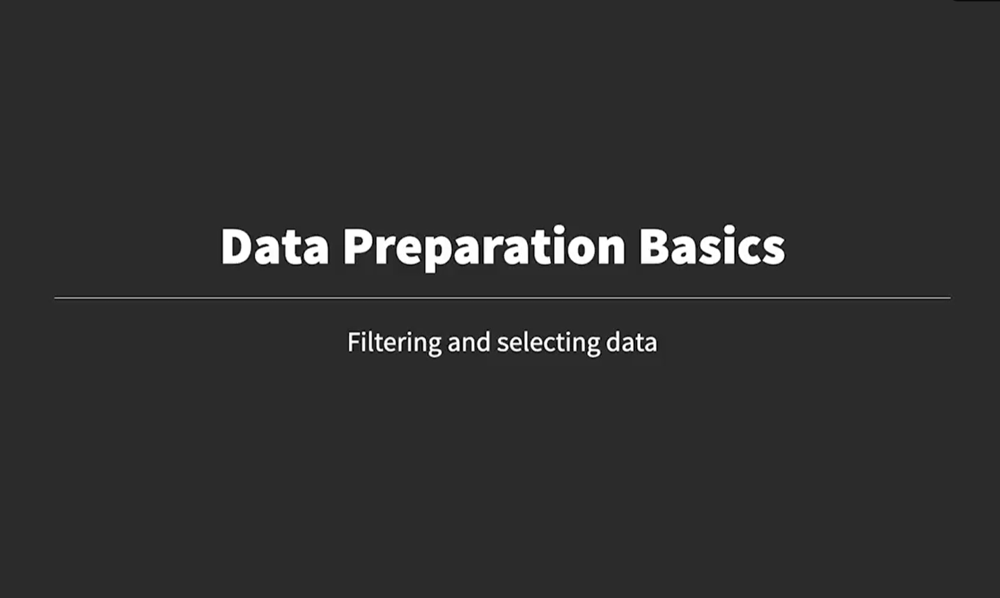 Data Preparation Basics
Filtering and selecting data